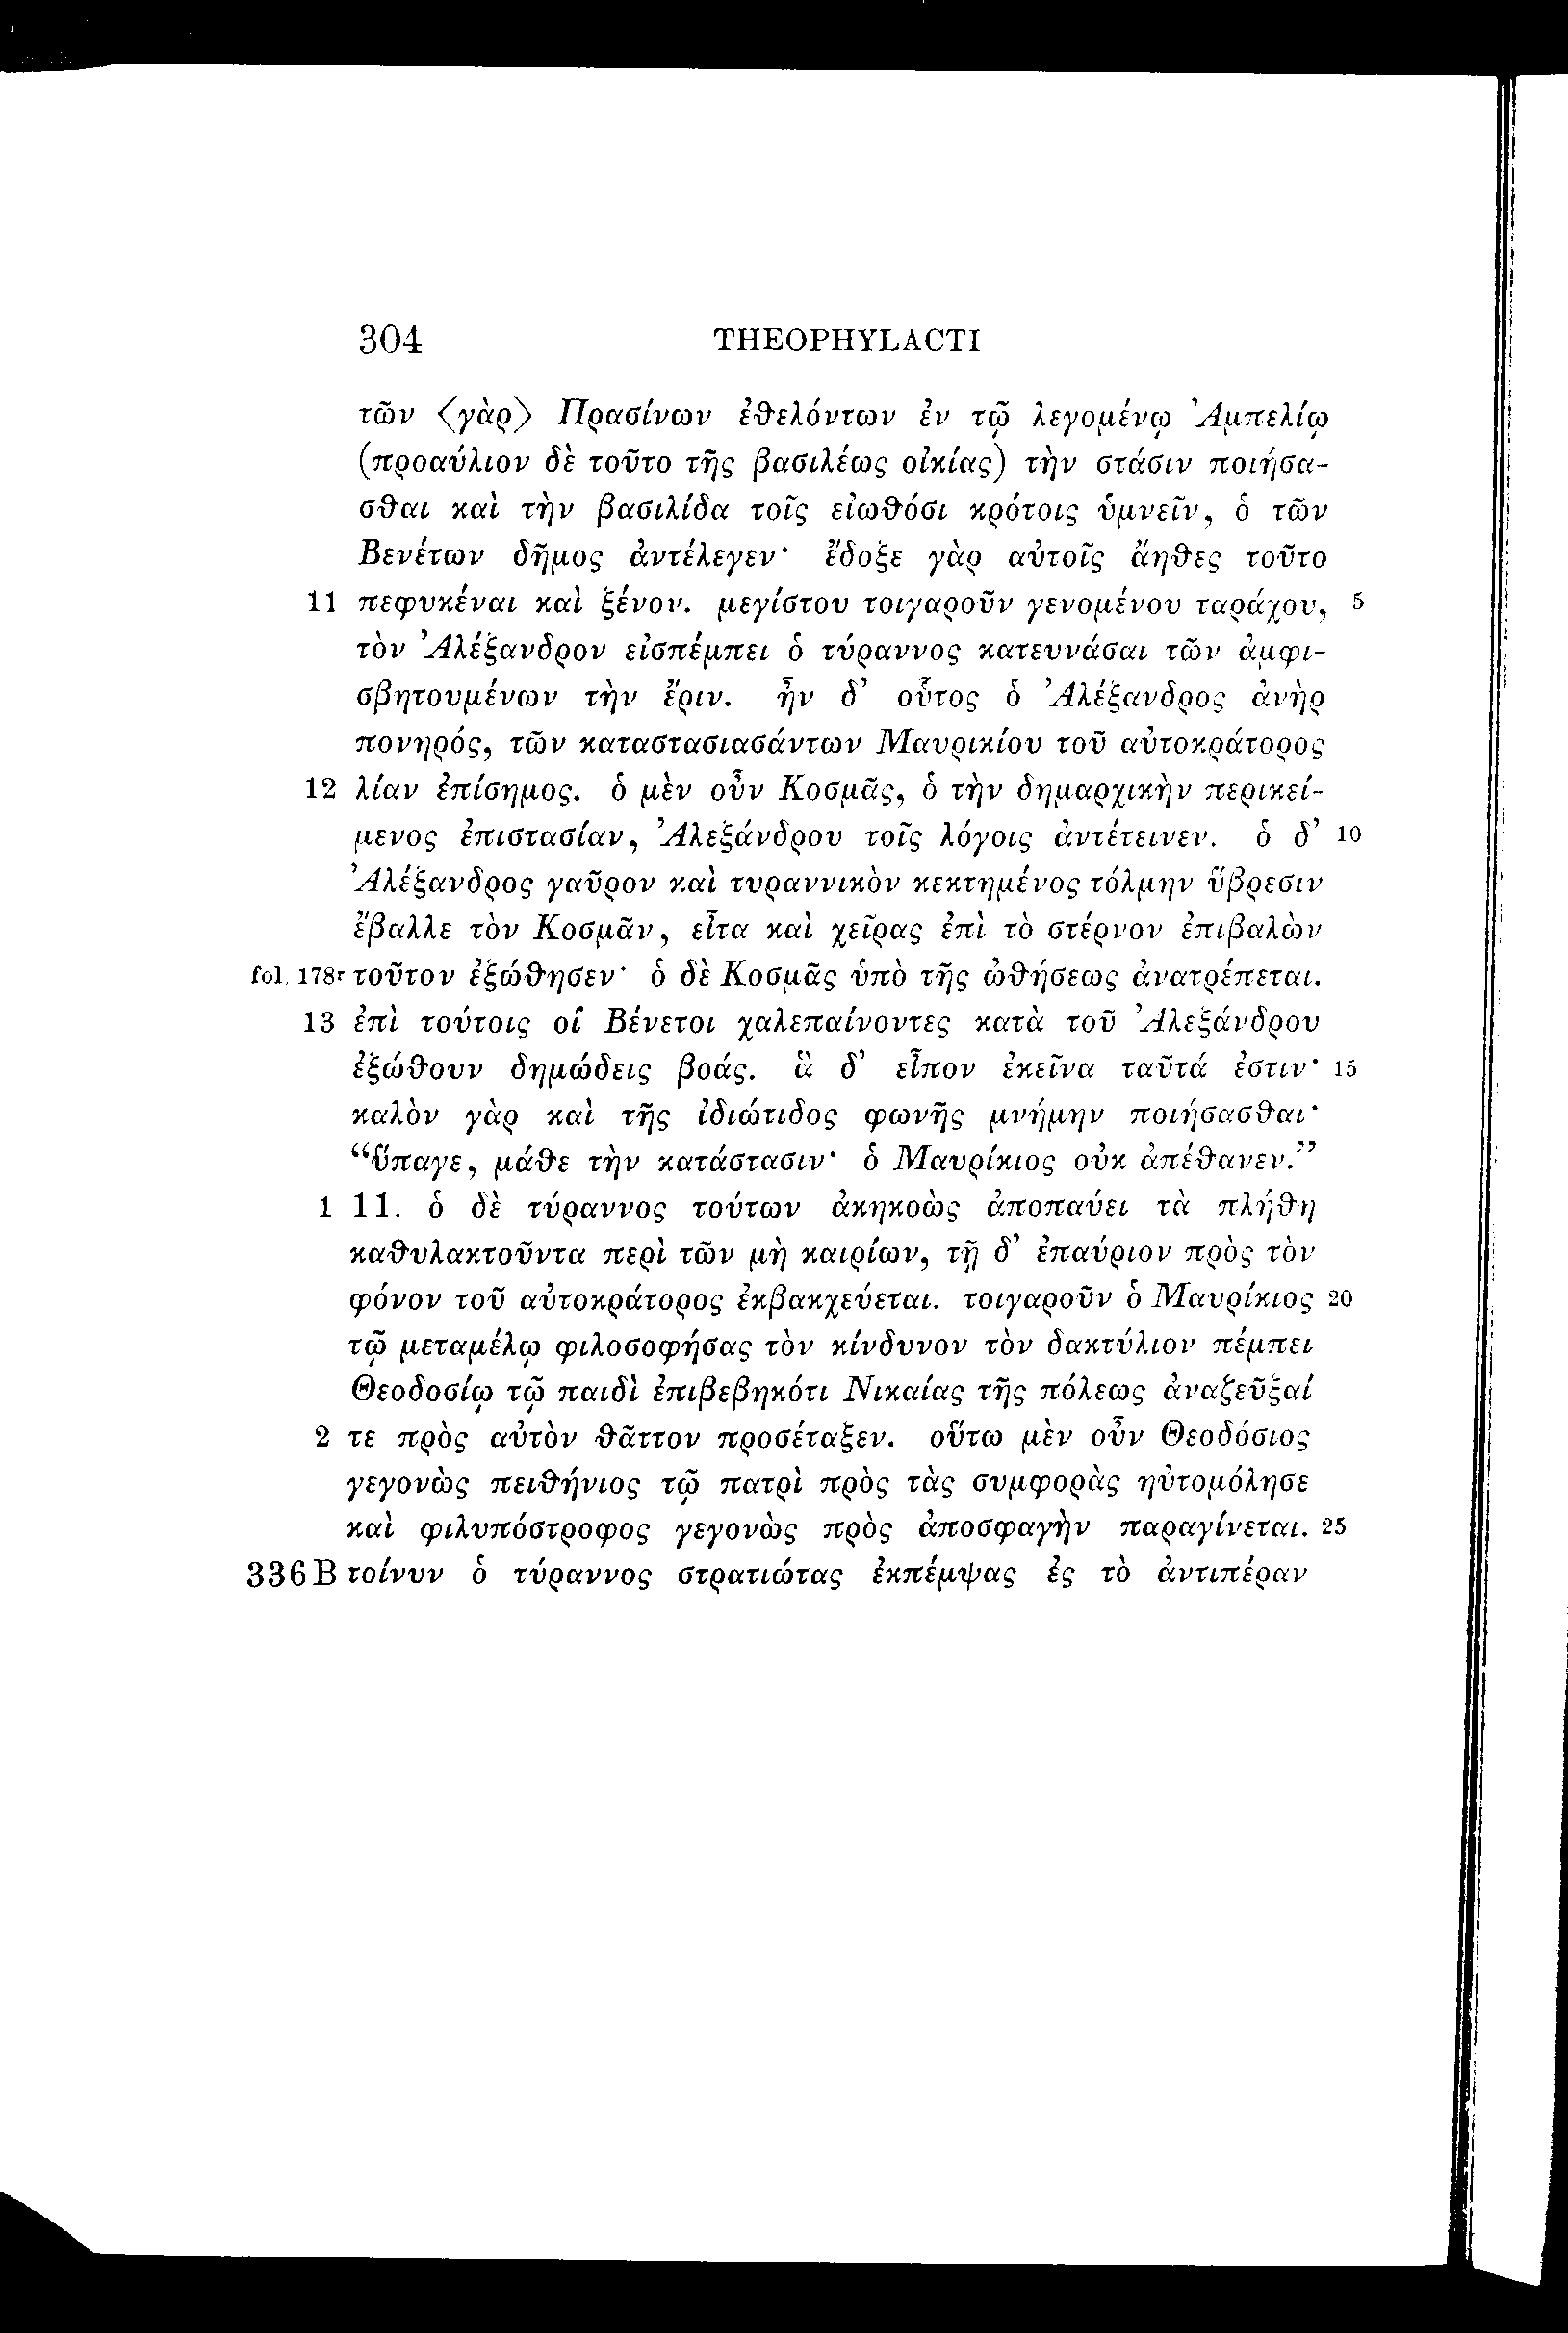 304 THEOPHYLACTI
τῶν 〈γὰρ〉 Πρασίνων ἐθελόντων ἐν τῷ λεγομένῳ Ἀμπελίῳ
(προαύλιον δὲ τοῦτο τῆς βασιλέως οἰκίας) τὴν στάσιν ποιήσα-
σθαι καὶ τὴν βασιλίδα τοῖς εἰωθόσι κρότοις ὑμνεῖν, ὁ τῶν
Βενέτων δῆμος ἀντέλεγεν· ἔδοξε γὰρ αὐτοῖς ἄηθες τοῦτο
11 πεφυκέναι καὶ ξένον. μεγίστου τοιγαροῦν γενομένου ταράχου, 5
τὸν Ἀλέξανδρον εἰσπέμπει ὁ τύραννος κατευνάσαι τῶν ἀμφι-
σβητουμένων τὴν ἔριν. ἦν δ’ οὗτος ὁ Ἀλέξανδρος ἀνὴρ
πονηρός, τῶν καταστασιασάντων Μαυρικίου τοῦ αὐτοκράτορος
12 λίαν ἐπίσημος. ὁ μὲν οὖν Κοσμᾶς, ὁ τὴν δημαρχικὴν περικεί-
μενος ἐπιστασίαν, Ἀλεξάνδρου τοῖς λόγοις ἀντέτεινεν. ὁ δ’ 10
Ἀλέξανδρος γαῦρον καὶ τυραννικὸν κεκτημένος τόλμην ὕβρεσιν
ἔβαλλε τὸν Κοσμᾶν, εἶτα καὶ χεῖρας ἐπὶ τὸ στέρνον ἐπιβαλὼν
fol. 178r τοῦτον ἐξώθησεν· ὁ δὲ Κοσμᾶς ὑπὸ τῆς ὠθήσεως ἀνατρέπεται.
13 ἐπὶ τούτοις οἱ Βένετοι χαλεπαίνοντες κατὰ τοῦ Ἀλεξάνδρου
ἐξώθουν δημώδεις βοάς. ἃ δ’ εἶπον ἐκεῖνα ταῦτά ἐστιν· 15
καλὸν γὰρ καὶ τῆς ἰδιώτιδος φωνῆς μνήμην ποιήσασθαι·
“ὕπαγε, μάθε τὴν κατάστασιν· ὁ Μαυρίκιος οὐκ ἀπέθανεν.”
1 11. ὁ δὲ τύραννος τούτων ἀκηκοὼς ἀποπαύει τὰ πλήθη
καθυλακτοῦντα περὶ τῶν μὴ καιρίων, τῇ δ’ ἐπαύριον πρὸς τὸν
φόνον τοῦ αὐτοκράτορος ἐκβακχεύεται. τοιγαροῦν ὁ Μαυρίκιος 20
τῷ μεταμέλῳ φιλοσοφήσας τὸν κίνδυνον τὸν δακτύλιον πέμπει
Θεοδοσίῳ τῷ παιδὶ ἐπιβεβηκότι Νικαίας τῆς πόλεως ἀναζεῦξαί
2 τε πρὸς αὐτὸν θᾶττον προσέταξεν. οὕτω μὲν οὖν Θεοδόσιος
γεγονὼς πειθήνιος τῷ πατρὶ πρὸς τὰς συμφορὰς ηὐτομόλησε
καὶ φιλυπόστροφος γεγονὼς πρὸς ἀποσφαγὴν παραγίνεται. 25
336 B τοίνυν ὁ τύραννος στρατιώτας ἐκπέμψας ἐς τὸ ἀντιπέραν